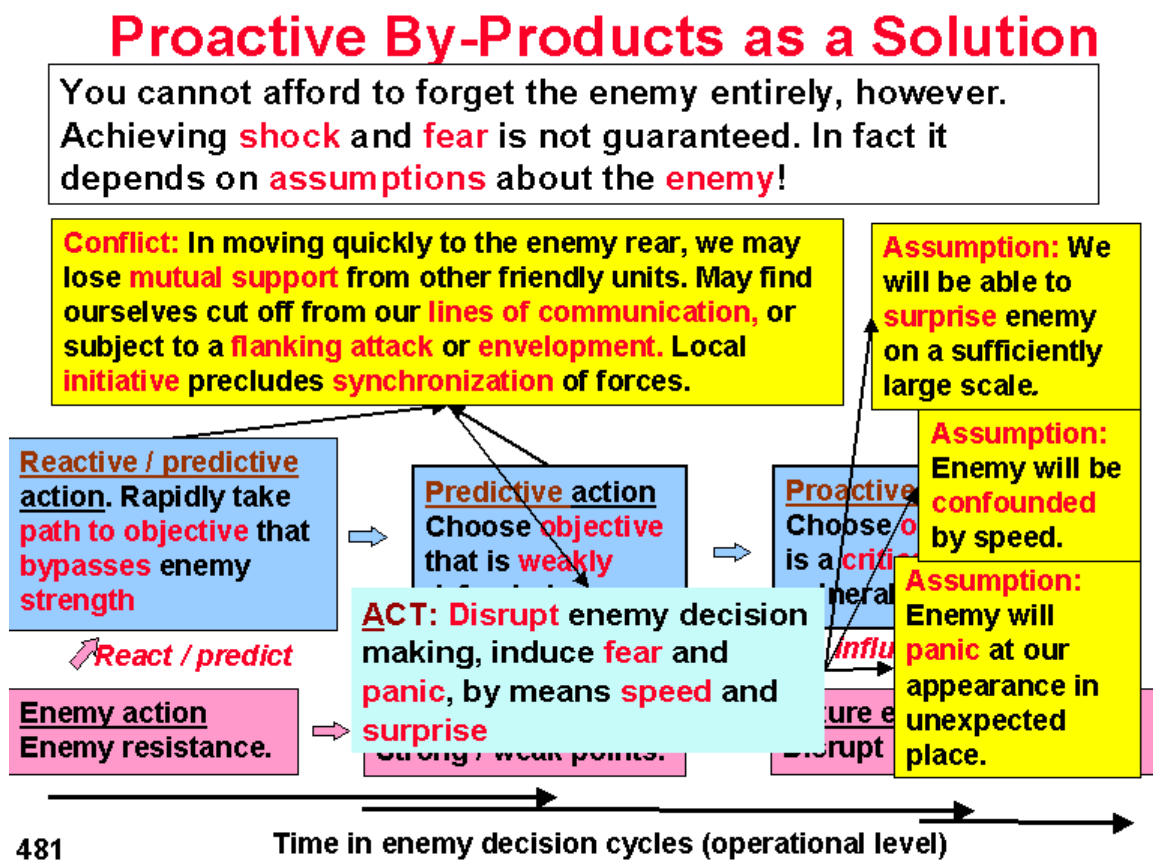 Proactive By-Products as a Solution
You cannot afford to forget the enemy entirely, however.
Achieving shock and fear is not guaranteed. In fact it
depends on assumptions about the enemy!
Conflict: In moving quickly to the enemy rear, we may
lose mutual support from other friendly units. May find
ourselves cut off from our lines of communication, or
subject to a flanking attack or envelopment. Local
initiative precludes synchronization of forces.
Assumption: We
will be able to
surprise enemy
on a sufficiently
large scale.
Assumption:
Enemy will be
confounded
by speed.
Assumption:
Enemy will
panic at our
appearance in
unexpected
place.
Reactive / predictive
action. Rapidly take
path to objective that
bypasses enemy
strength
Predictive action
Choose objective
that is weakly
Proactive
Choose
is a
ACT: Disrupt enemy decision
making, induce fear and
panic, by means speed and
surprise
React / predict
Enemy action
Enemy resistance.
Strong / weak points.
Disrupt
Time in enemy decision cycles (operational level)
481